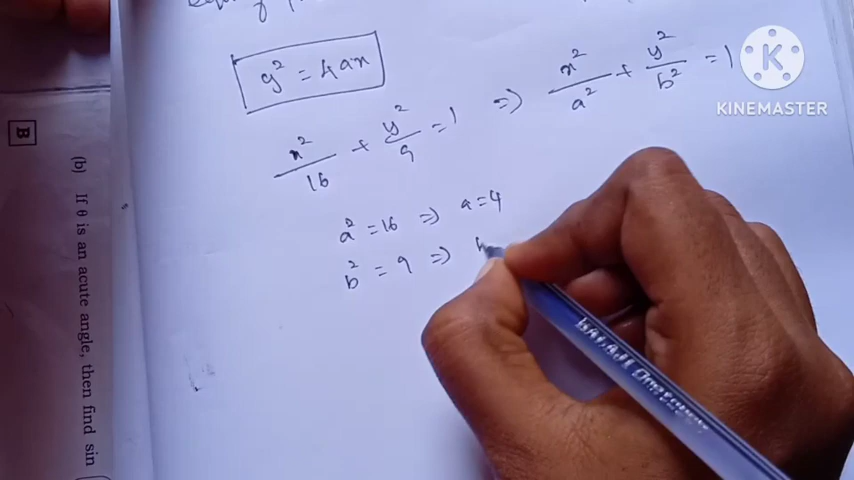 y² = 4ax
x²/16 + y²/9 = 1 => x²/a² + y²/b² = 1
a² = 16 => a = 4
b² = 9 => b
B
(b) If θ is an acute angle, then find sin
KINEMASTER